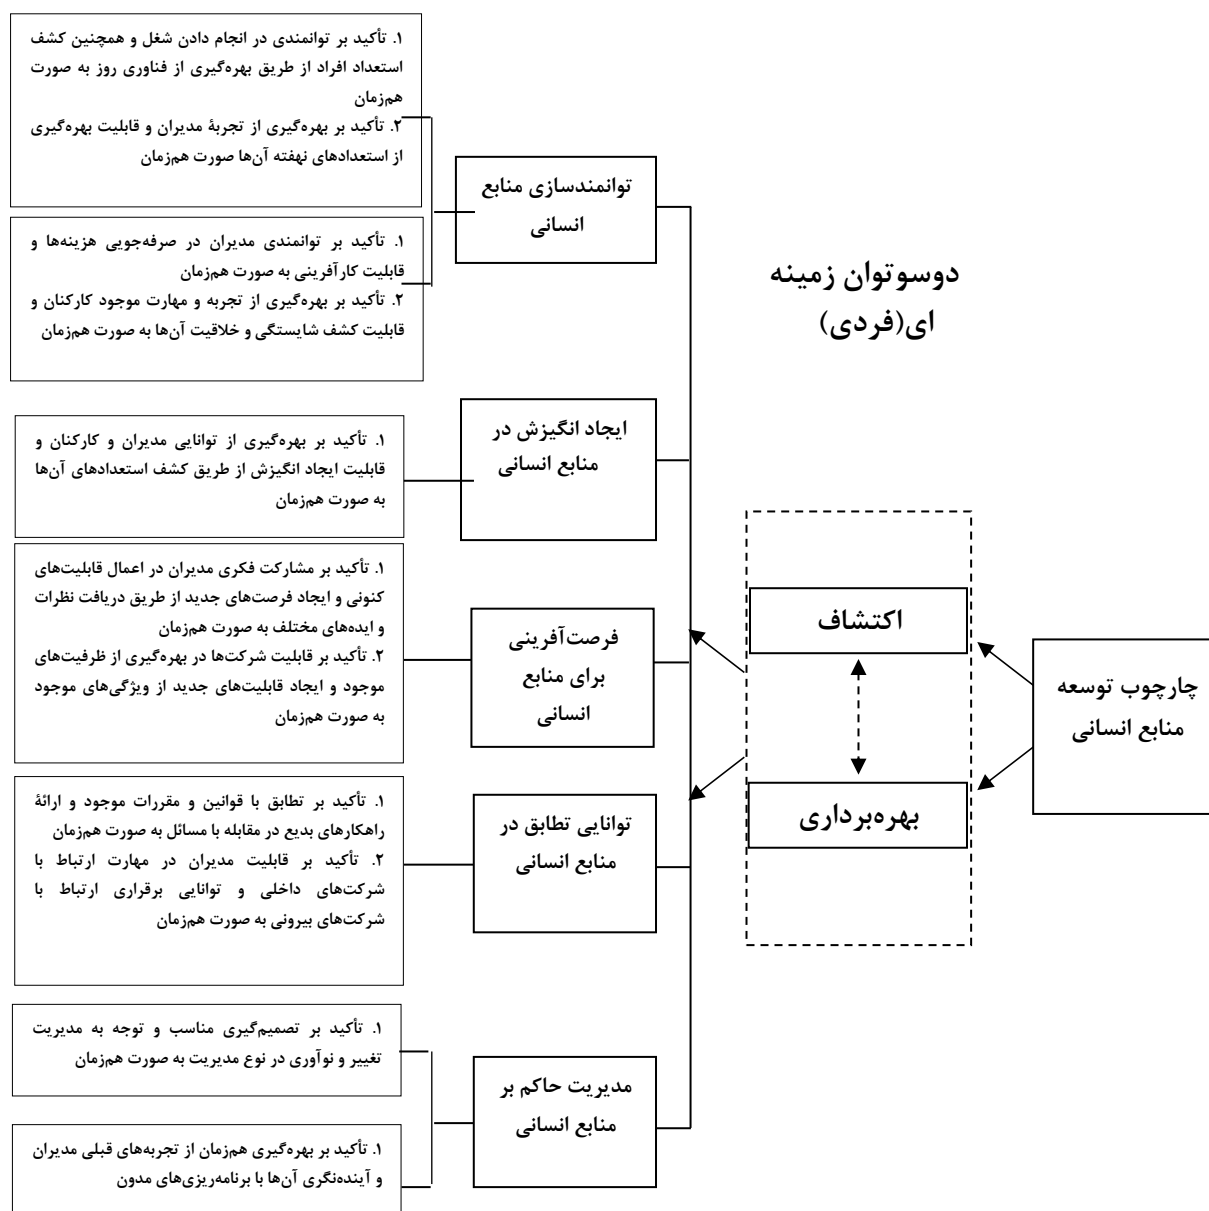 چارچوب توسعه
منابع انسانی
اکتشاف
بهره‌برداری
دوسوتوان زمینه
ای(فردی)
توانمندسازی منابع
انسانی
۱. تأکید بر توانمندی در انجام دادن شغل و همچنین کشف
استعداد افراد از طریق بهره‌گیری از فناوری روز به صورت
هم‌زمان
۲. تأکید بر بهره‌گیری از تجربهٔ مدیران و قابلیت بهره‌گیری
از استعدادهای نهفته آن‌ها صورت هم‌زمان
۱. تأکید بر توانمندی مدیران در صرفه‌جویی هزینه‌ها و
قابلیت کارآفرینی به صورت هم‌زمان
۲. تأکید بر بهره‌گیری از تجربه و مهارت موجود کارکنان و
قابلیت کشف شایستگی و خلاقیت آن‌ها به صورت هم‌زمان
ایجاد انگیزش در
منابع انسانی
۱. تأکید بر بهره‌گیری از توانایی مدیران و کارکنان و
قابلیت ایجاد انگیزش از طریق کشف استعدادهای آن‌ها
به صورت هم‌زمان
فرصت‌آفرینی
برای منابع
انسانی
۱. تأکید بر مشارکت فکری مدیران در اعمال قابلیت‌های
کنونی و ایجاد فرصت‌های جدید از طریق دریافت نظرات
و ایده‌های مختلف به صورت هم‌زمان
۲. تأکید بر قابلیت شرکت‌ها در بهره‌گیری از ظرفیت‌های
موجود و ایجاد قابلیت‌های جدید از ویژگی‌های موجود
به صورت هم‌زمان
توانایی تطابق در
منابع انسانی
۱. تأکید بر تطابق با قوانین و مقررات موجود و ارائهٔ
راهکارهای بدیع در مقابله با مسائل به صورت هم‌زمان
۲. تأکید بر قابلیت مدیران در مهارت ارتباط با
شرکت‌های داخلی و توانایی برقراری ارتباط با
شرکت‌های بیرونی به صورت هم‌زمان
مدیریت حاکم بر
منابع انسانی
۱. تأکید بر تصمیم‌گیری مناسب و توجه به مدیریت
تغییر و نوآوری در نوع مدیریت به صورت هم‌زمان
۱. تأکید بر بهره‌گیری هم‌زمان از تجربه‌های قبلی مدیران
و آینده‌نگری آن‌ها با برنامه‌ریزی‌های مدون